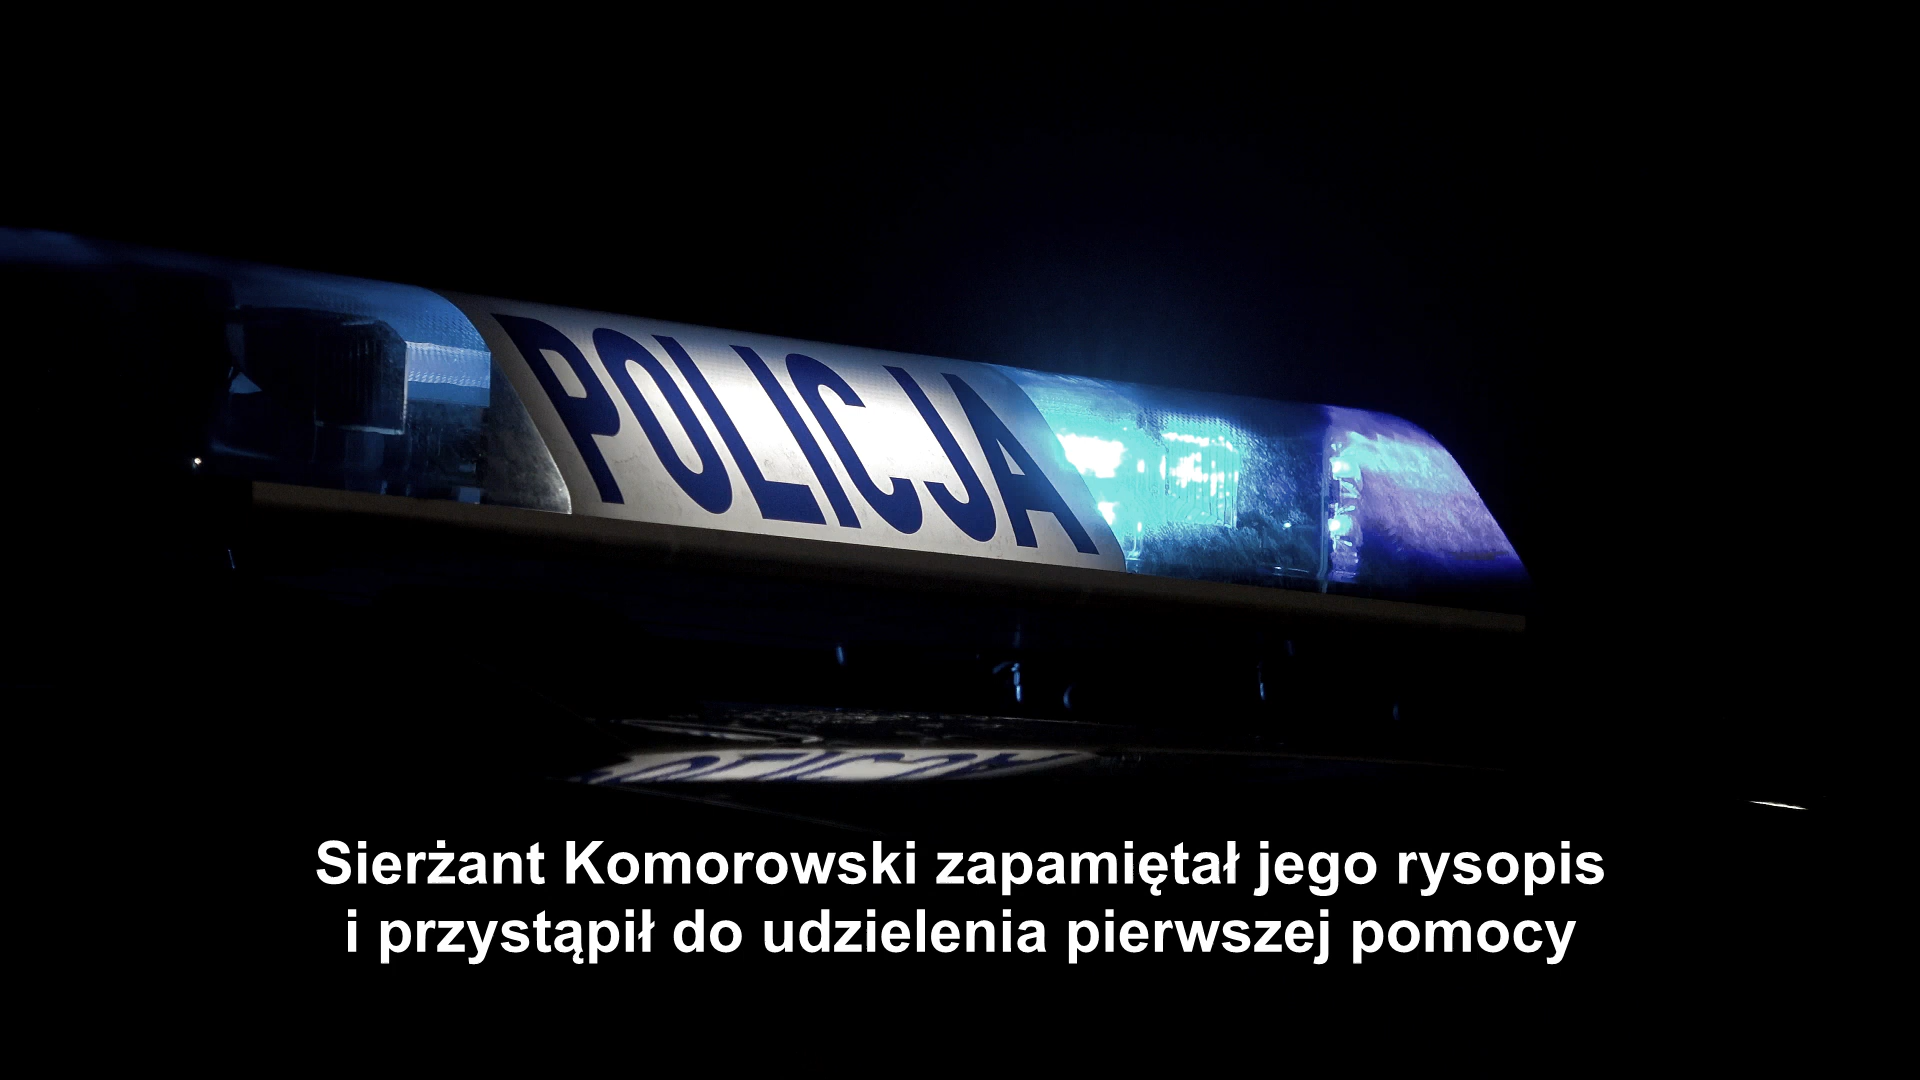 POLICJA
Sierżant Komorowski zapamiętał jego rysopis
i przystąpił do udzielenia pierwszej pomocy